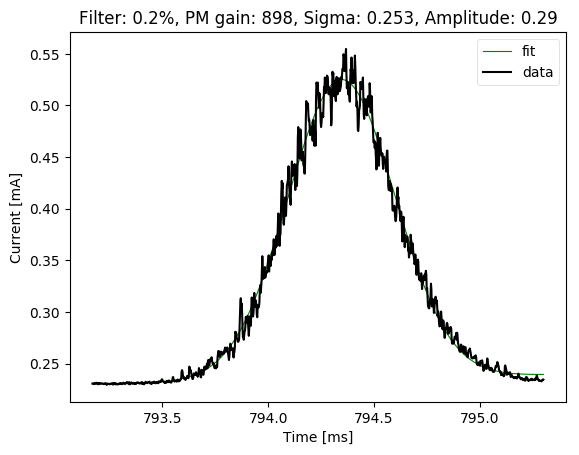 Filter: 0.2%, PM gain: 898, Sigma: 0.253, Amplitude: 0.29
fit
data
0.55
0.50
0.45
0.40
0.35
0.30
0.25
Current [mA]
793.5 794.0 794.5 795.0
Time [ms]